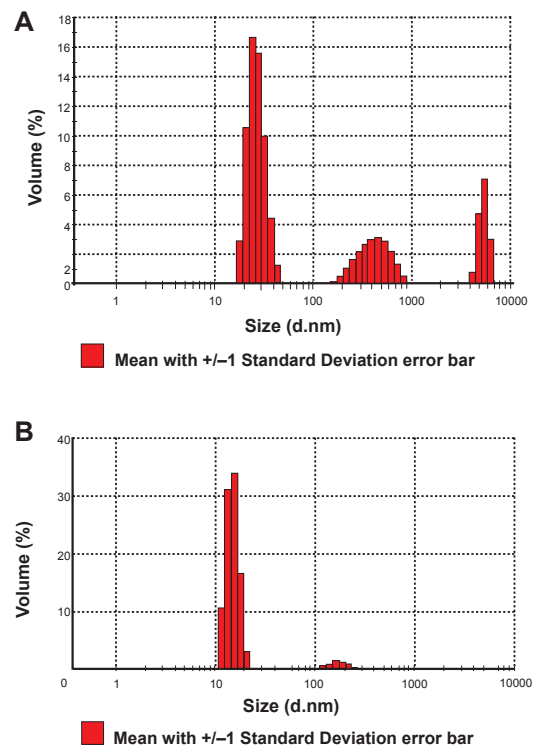 A
18
16
14
12
10
8
6
4
2
0
Volume (%)
1 10 100 1000 10000
Size (d.nm)
Mean with +/−1 Standard Deviation error bar
B
40
30
20
10
Volume (%)
0 1 10 100 1000 10000
Size (d.nm)
Mean with +/−1 Standard Deviation error bar